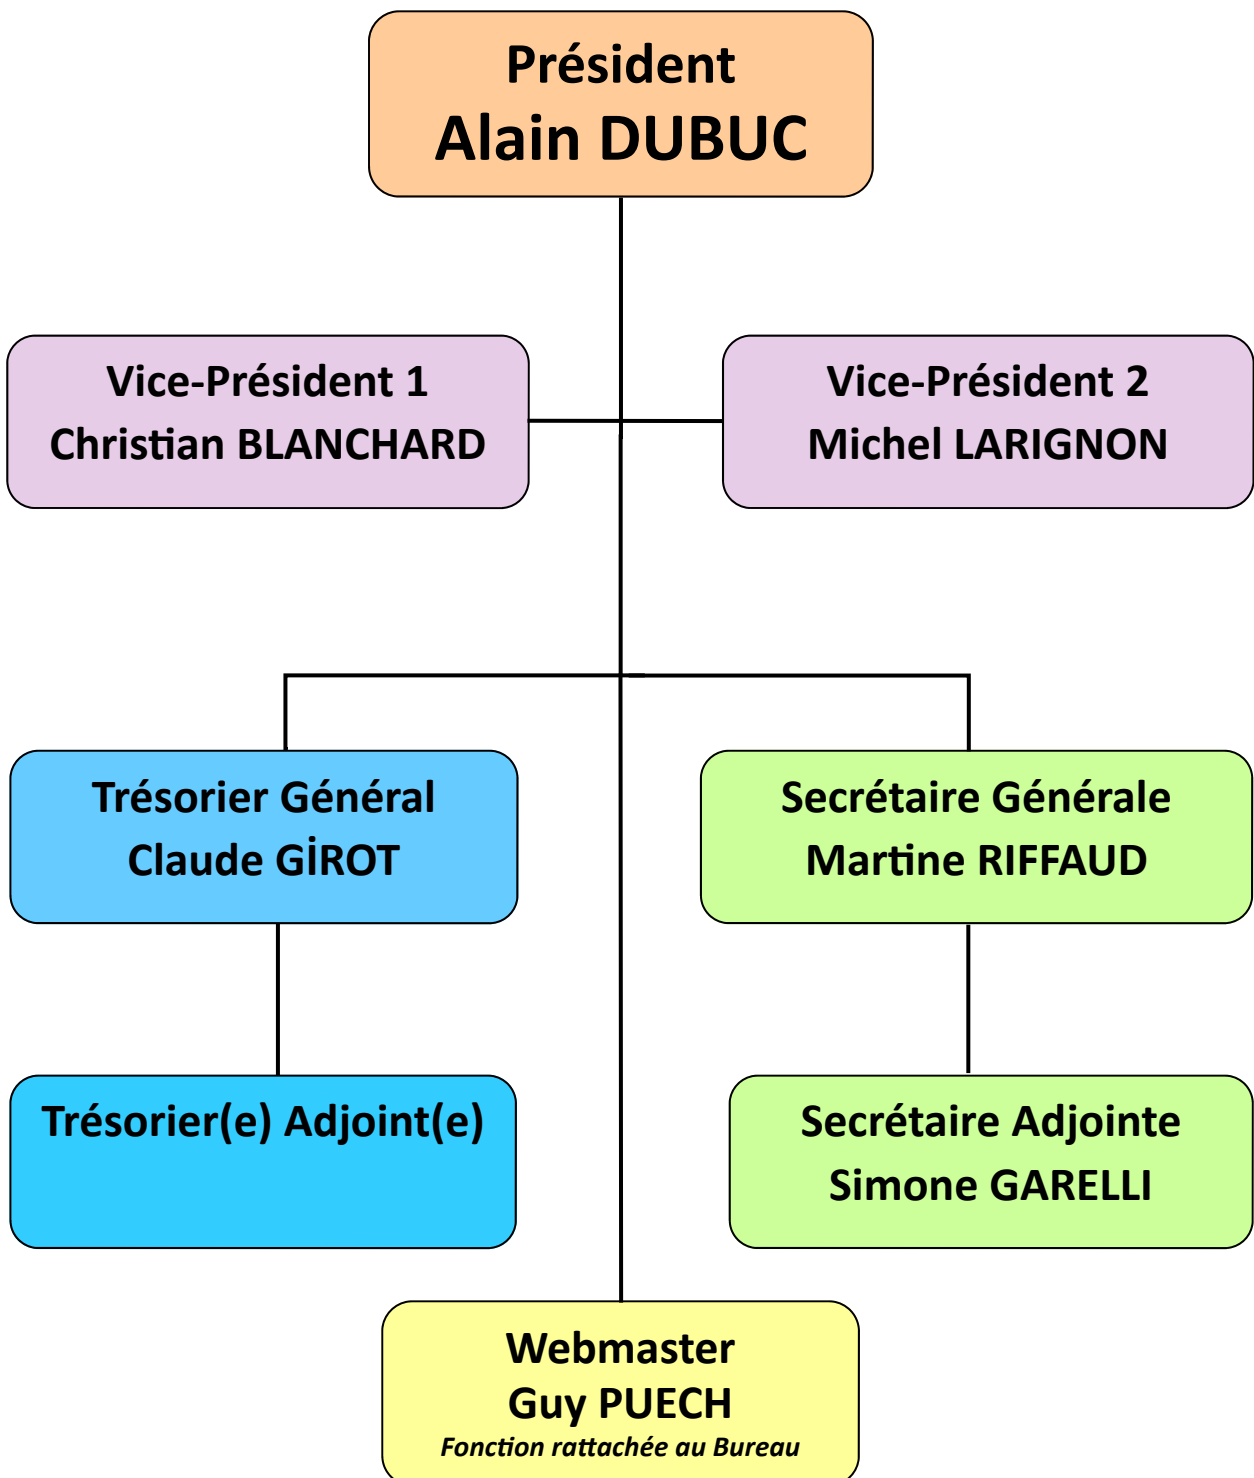 Président
Alain DUBUC
Vice-Président 1
Christian BLANCHARD
Vice-Président 2
Michel LARIGNON
Trésorier Général
Claude GİROT
Secrétaire Générale
Martine RIFFAUD
Trésorier(e) Adjoint(e)
Secrétaire Adjointe
Simone GARELLI
Webmaster
Guy PUECH
Fonction rattachée au Bureau